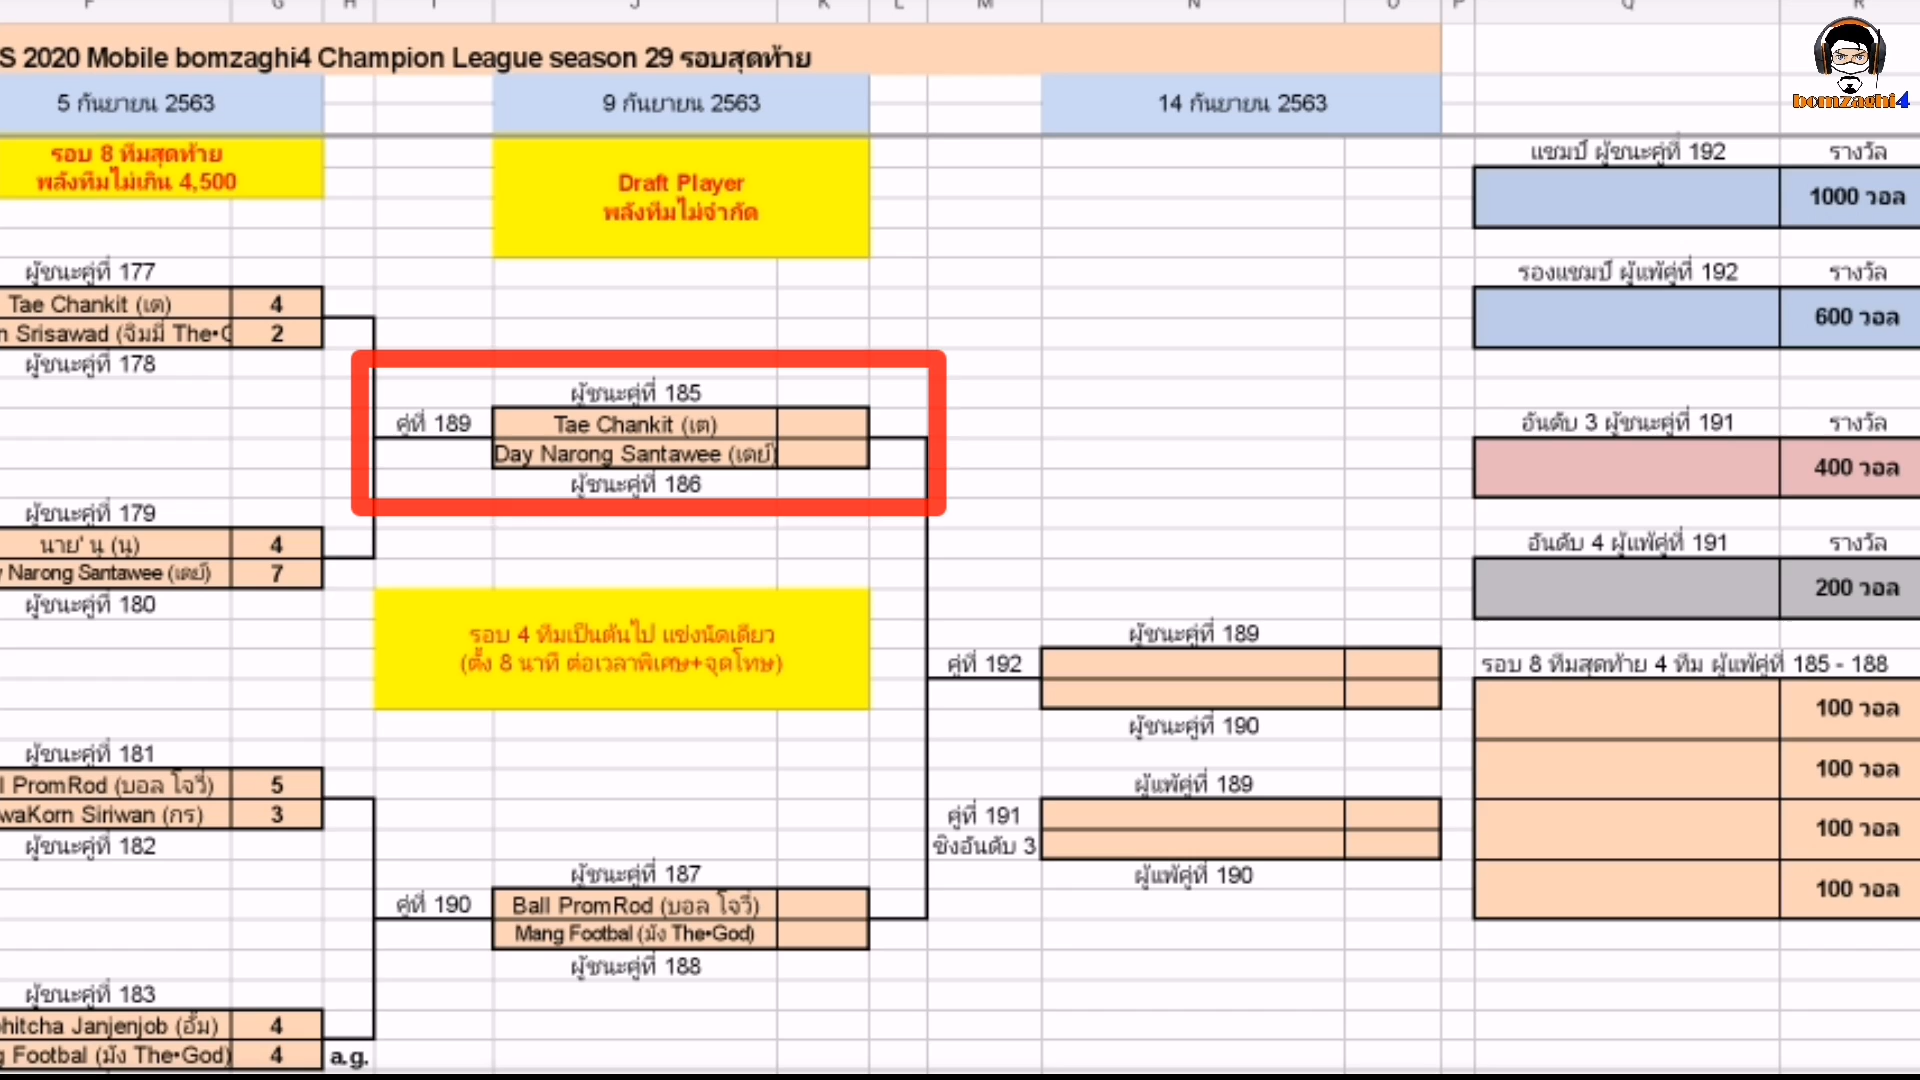 S 2020 Mobile bomzaghi4 Champion League season 29 รอบสุดท้าย
bomzaghi4
5 กันยายน 2563
9 กันยายน 2563
14 กันยายน 2563
รอบ 8 ทีมสุดท้าย
พลังทีมไม่เกิน 4,500
Draft Player
พลังทีมไม่จำกัด
แชมป์ ผู้ชนะคู่ที่ 192 รางวัล
1000 วอล
ผู้ชนะคู่ที่ 177
Tae Chankit (เต) 4
Srisawad (จิมมี่ The•G 2
ผู้ชนะคู่ที่ 178
รองแชมป์ ผู้แพ้คู่ที่ 192 รางวัล
600 วอล
ผู้ชนะคู่ที่ 185
คู่ที่ 189 Tae Chankit (เต)
Day Narong Santawee (เดย์)
ผู้ชนะคู่ที่ 186
อันดับ 3 ผู้ชนะคู่ที่ 191 รางวัล
400 วอล
ผู้ชนะคู่ที่ 179
นาย' นุ (นุ) 4
Narong Santawee (เดย์) 7
ผู้ชนะคู่ที่ 180
อันดับ 4 ผู้แพ้คู่ที่ 191 รางวัล
200 วอล
รอบ 4 ทีมเป็นต้นไป แข่งนัดเดียว
(ตั้ง 8 นาที ต่อเวลาพิเศษ+จุดโทษ)
ผู้ชนะคู่ที่ 189
คู่ที่ 192
ผู้ชนะคู่ที่ 190
รอบ 8 ทีมสุดท้าย 4 ทีม ผู้แพ้คู่ที่ 185 - 188
100 วอล
100 วอล
100 วอล
100 วอล
ผู้ชนะคู่ที่ 181
PromRod (บอล โจวี่) 5
waKorn Siriwan (กร) 3
ผู้ชนะคู่ที่ 182
ผู้แพ้คู่ที่ 189
คู่ที่ 191
ชิงอันดับ 3
ผู้แพ้คู่ที่ 190
ผู้ชนะคู่ที่ 187
คู่ที่ 190 Ball PromRod (บอล โจวี่)
Mang Footbal (มัง The•God)
ผู้ชนะคู่ที่ 188
ผู้ชนะคู่ที่ 183
hitcha Janjenjob (อั๋ม) 4
Footbal (มัง The•God) 4 a.g.